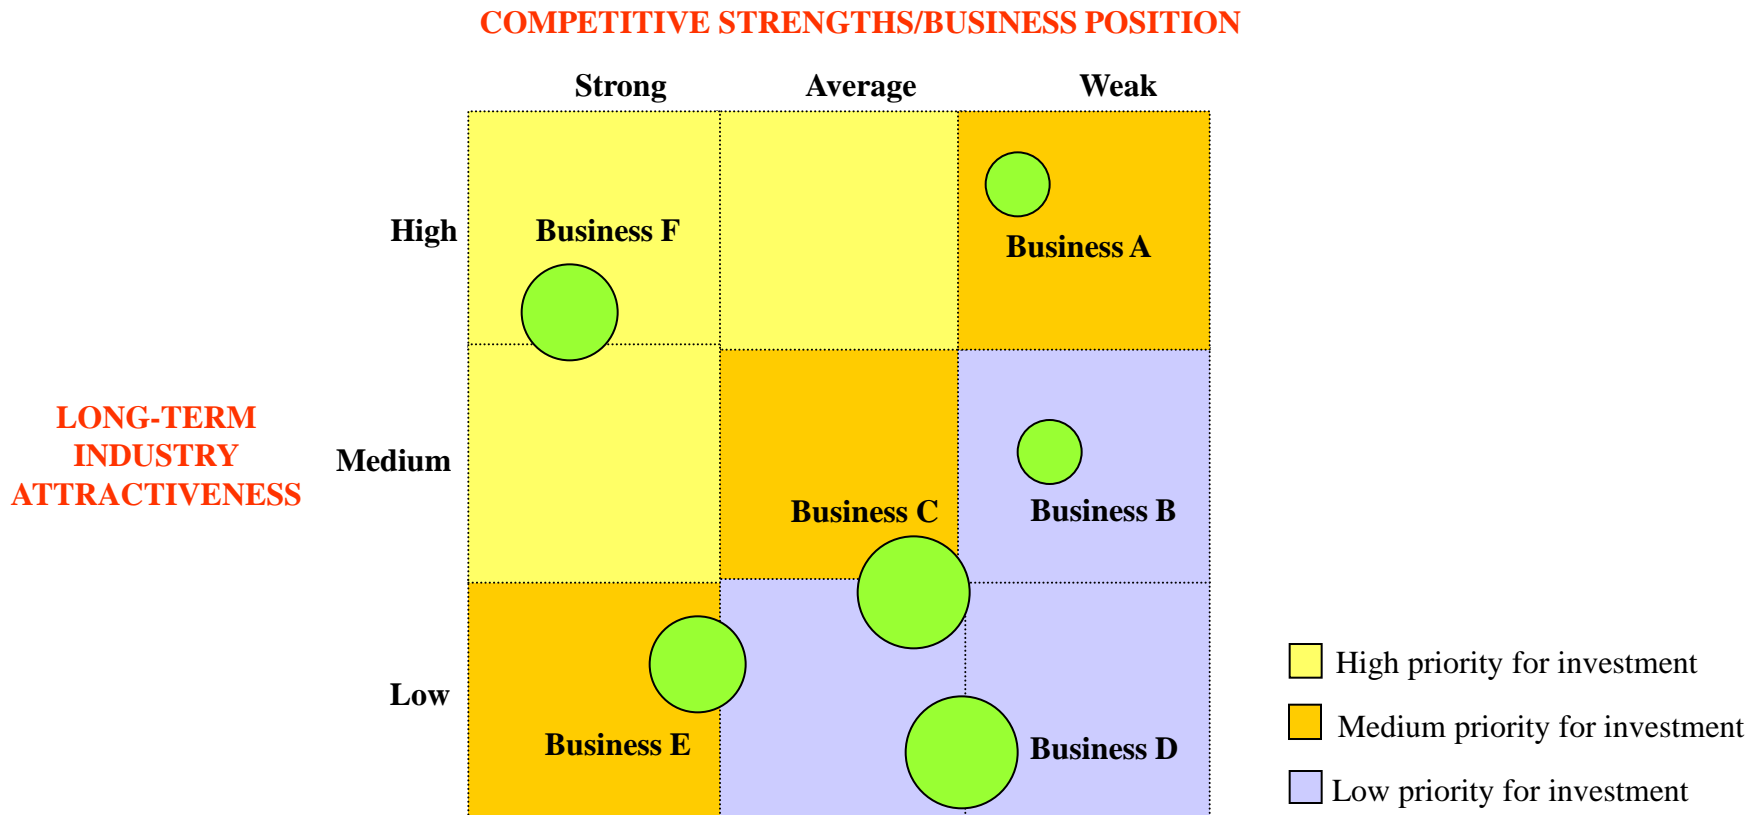 COMPETITIVE STRENGTHS/BUSINESS POSITION
Strong Average Weak
High
Business F
Business A
LONG-TERM
INDUSTRY
ATTRACTIVENESS
Medium
Business C
Business B
Low
Business E
Business D
High priority for investment
Medium priority for investment
Low priority for investment